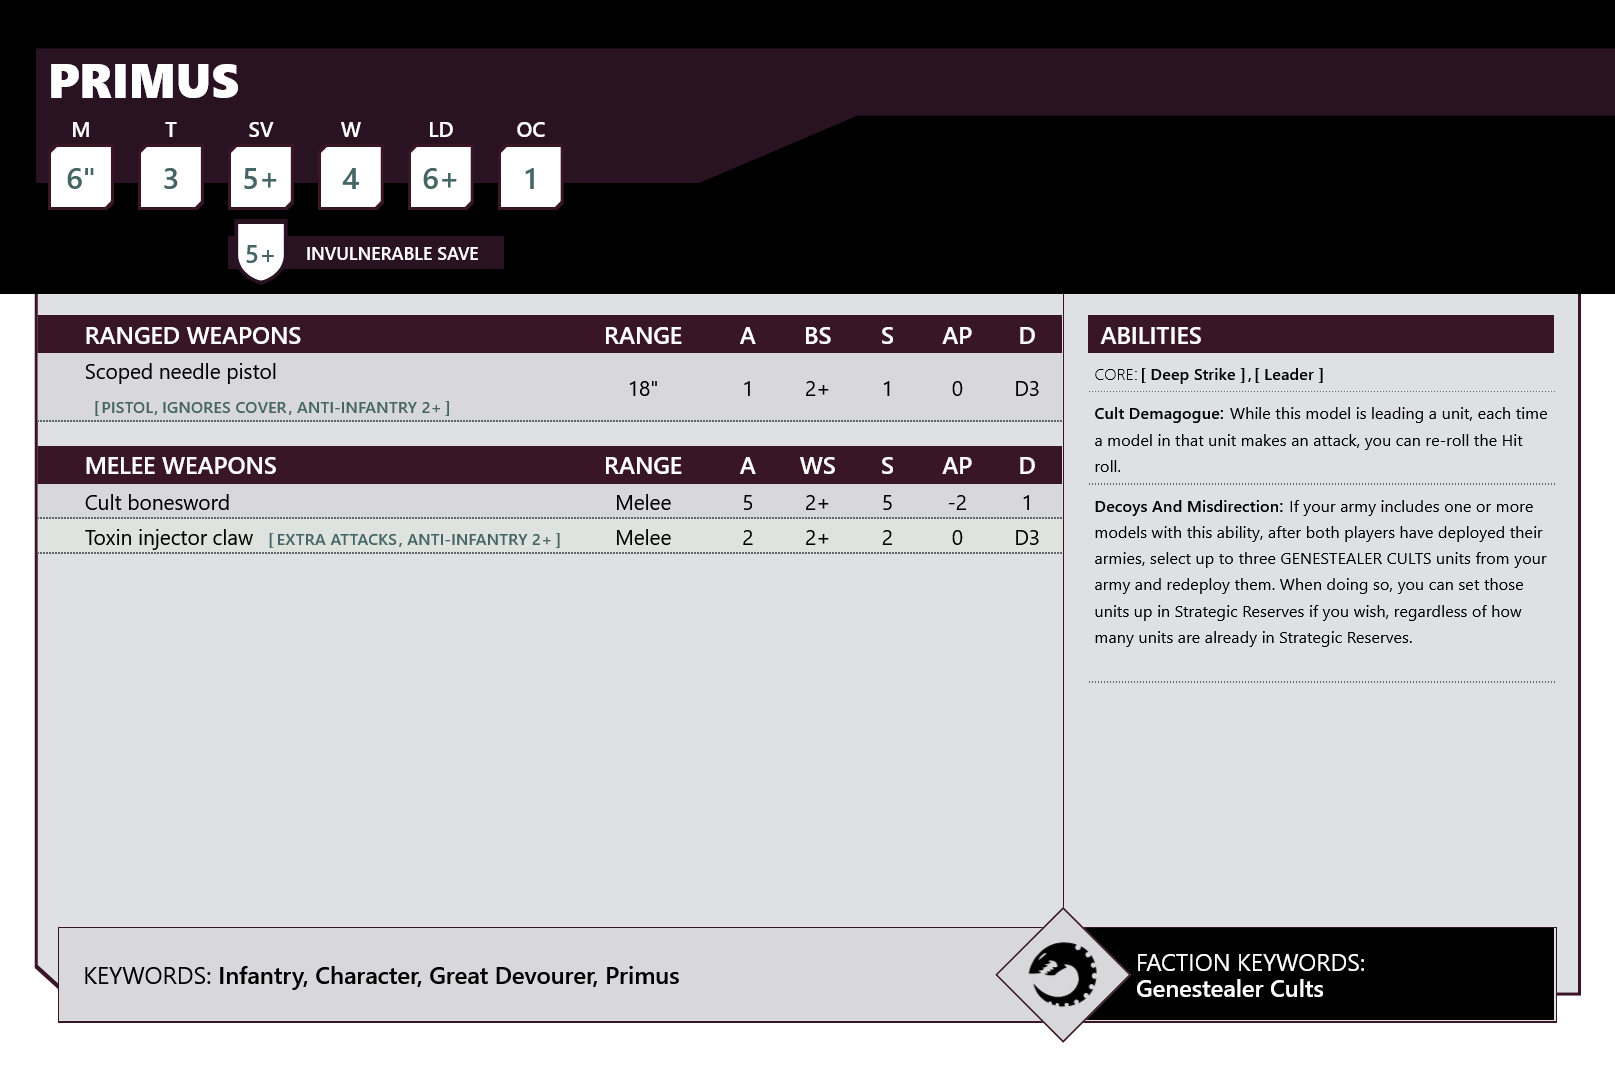 PRIMUS
M T SV W LD OC
6" 3 5+ 4 6+ 1
5+ INVULNERABLE SAVE
RANGED WEAPONS RANGE A BS S AP D
Scoped needle pistol
18" 1 2+ 1 0 D3
[ PISTOL, IGNORES COVER, ANTI-INFANTRY 2+ ]
MELEE WEAPONS RANGE A WS S AP D
Cult bonesword Melee 5 2+ 5 -2 1
Toxin injector claw [ EXTRA ATTACKS, ANTI-INFANTRY 2+ ] Melee 2 2+ 2 0 D3
ABILITIES
CORE: [ Deep Strike ] , [ Leader ]
Cult Demagogue: While this model is leading a unit, each time
a model in that unit makes an attack, you can re-roll the Hit
roll.
Decoys And Misdirection: If your army includes one or more
models with this ability, after both players have deployed their
armies, select up to three GENESTEALER CULTS units from your
army and redeploy them. When doing so, you can set those
units up in Strategic Reserves if you wish, regardless of how
many units are already in Strategic Reserves.
KEYWORDS: Infantry, Character, Great Devourer, Primus
FACTION KEYWORDS:
Genestealer Cults